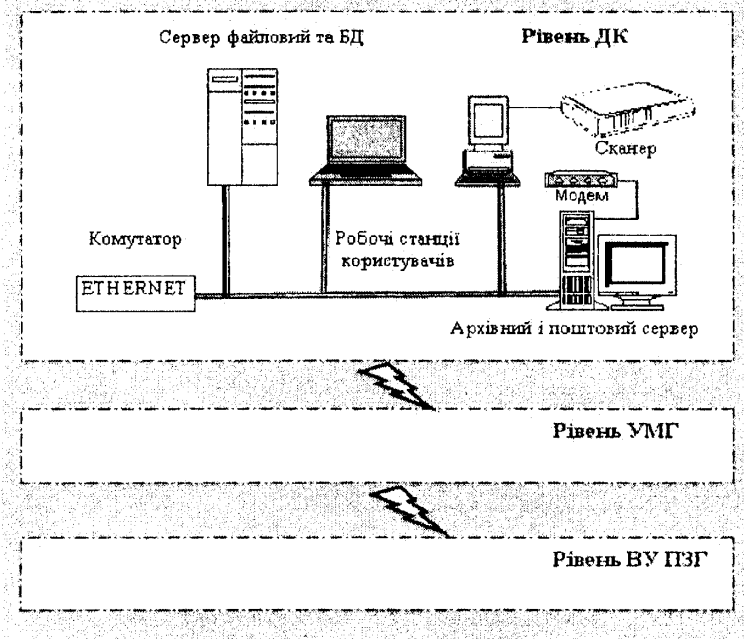 Сервер файловий та БД
Рівень ДК
Сканер
Модем
Комутатор
Робочі станції
користувачів
ETHERNET
Архівний і поштовий сервер
Рівень УМГ
Рівень ВУ ПЗГ